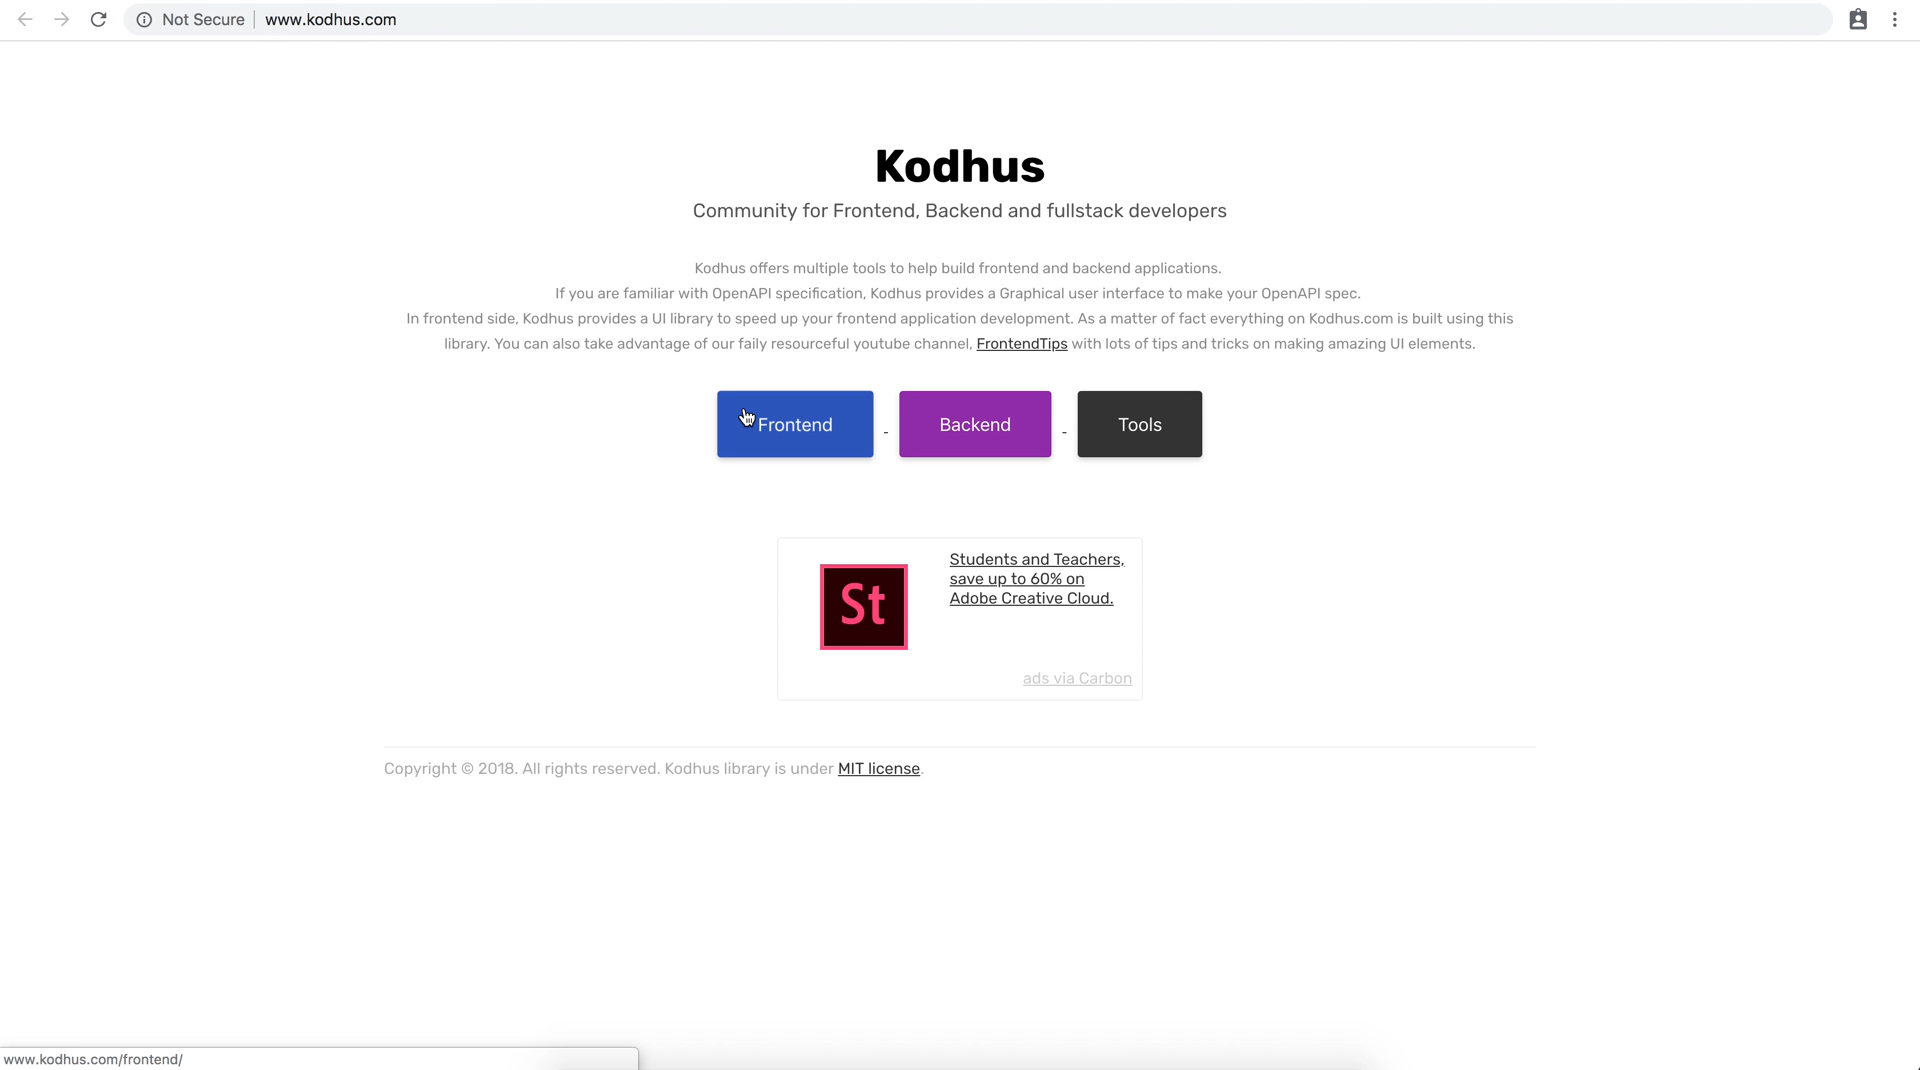 Not Secure | www.kodhus.com
Kodhus
Community for Frontend, Backend and fullstack developers
Kodhus offers multiple tools to help build frontend and backend applications.
If you are familiar with OpenAPI specification, Kodhus provides a Graphical user interface to make your OpenAPI spec.
In frontend side, Kodhus provides a UI library to speed up your frontend application development. As a matter of fact everything on Kodhus.com is built using this
library. You can also take advantage of our faily resourceful youtube channel, FrontendTips with lots of tips and tricks on making amazing UI elements.
Frontend - Backend - Tools
St
Students and Teachers,
save up to 60% on
Adobe Creative Cloud.
ads via Carbon
Copyright © 2018. All rights reserved. Kodhus library is under MIT license.
www.kodhus.com/frontend/